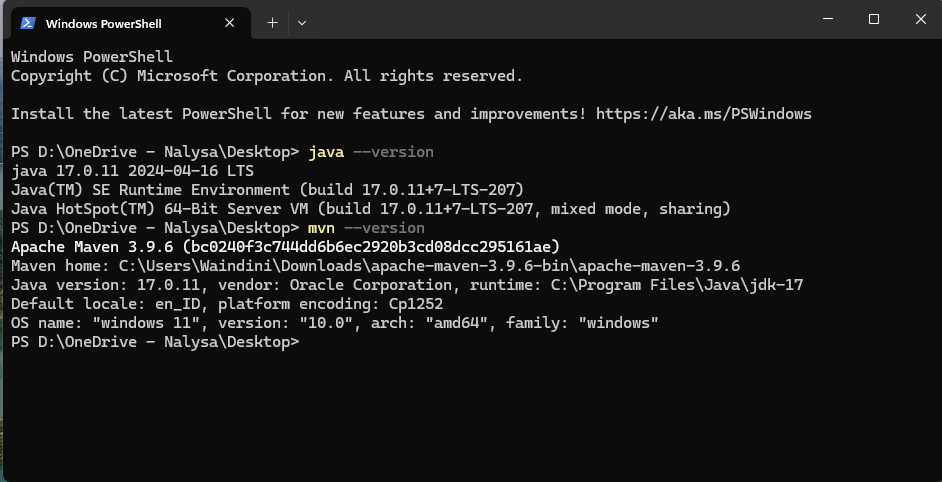 Windows PowerShell
Windows PowerShell
Copyright (C) Microsoft Corporation. All rights reserved.
Install the latest PowerShell for new features and improvements! https://aka.ms/PSWindows
PS D:\OneDrive - Nalysa\Desktop> java --version
java 17.0.11 2024-04-16 LTS
Java(TM) SE Runtime Environment (build 17.0.11+7-LTS-207)
Java HotSpot(TM) 64-Bit Server VM (build 17.0.11+7-LTS-207, mixed mode, sharing)
PS D:\OneDrive - Nalysa\Desktop> mvn --version
Apache Maven 3.9.6 (bc0240f3c744dd6b6ec2920b3cd08dcc295161ae)
Maven home: C:\Users\Waindini\Downloads\apache-maven-3.9.6-bin\apache-maven-3.9.6
Java version: 17.0.11, vendor: Oracle Corporation, runtime: C:\Program Files\Java\jdk-17
Default locale: en_ID, platform encoding: Cp1252
OS name: "windows 11", version: "10.0", arch: "amd64", family: "windows"
PS D:\OneDrive - Nalysa\Desktop>